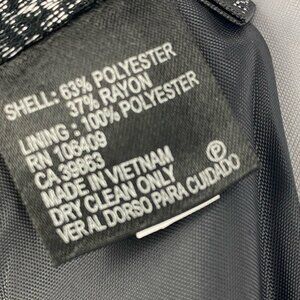 SHELL: 63% POLYESTER
37% RAYON
LINING: 100% POLYESTER
RN 106409
CA 39863
MADE IN VIETNAM
DRY CLEAN ONLY
VER AL DORSO PARA CUIDADO
P